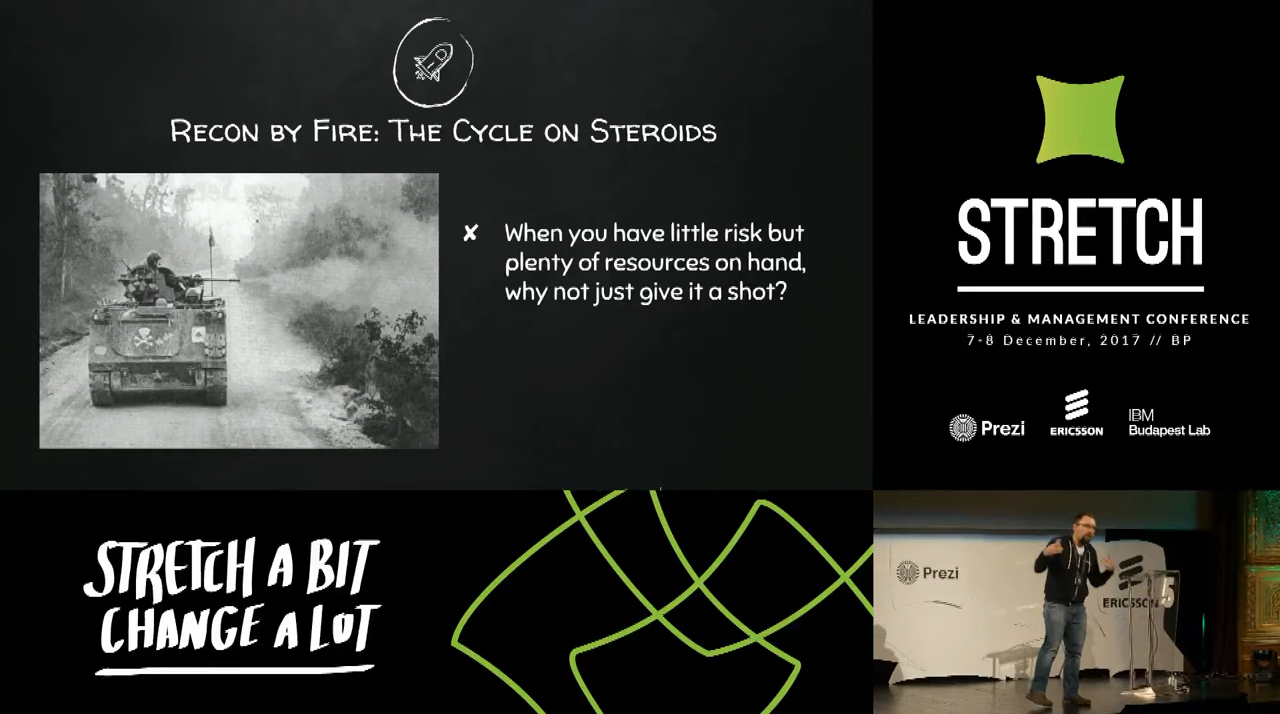 Recon by Fire: The Cycle on Steroids
✘ When you have little risk but
plenty of resources on hand,
why not just give it a shot?
STRETCH
LEADERSHIP & MANAGEMENT CONFERENCE
7-8 December, 2017 // BP
Prezi
ERICSSON
IBM
Budapest Lab
STRETCH A BIT
CHANGE A LOT
Prezi
ERICSSON